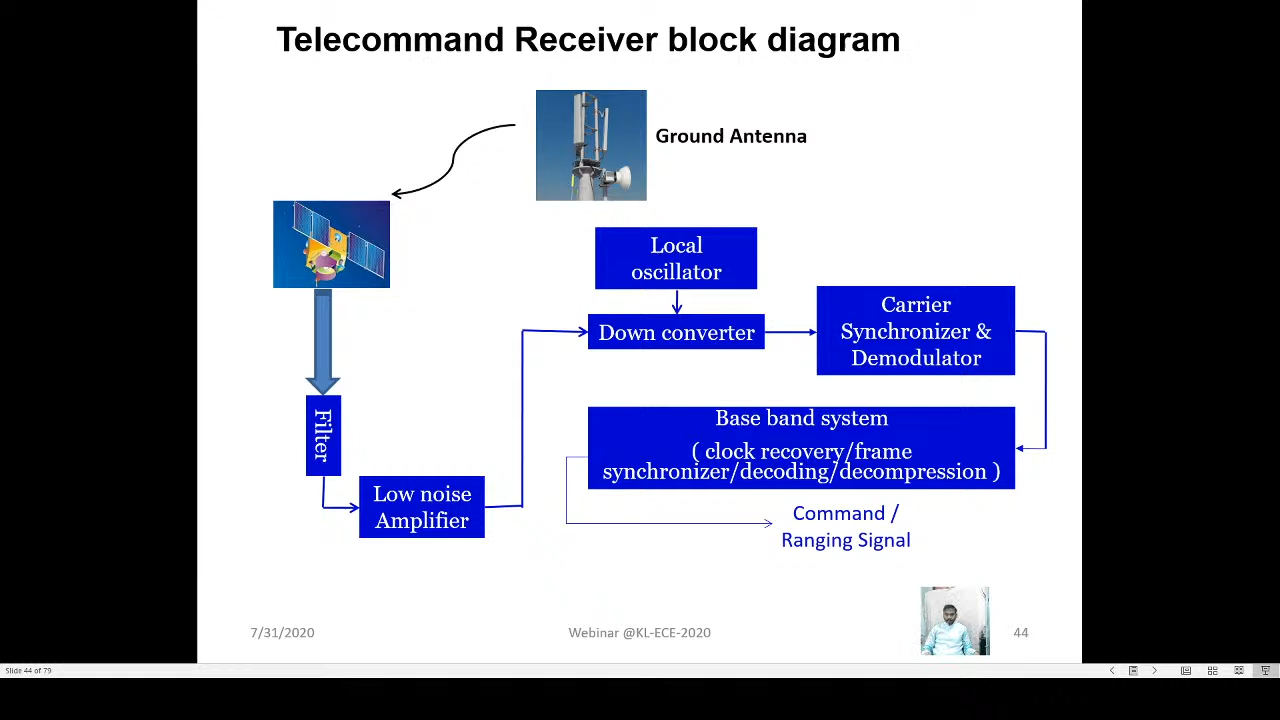 Telecommand Receiver block diagram
Ground Antenna
Local
oscillator
Down converter
Carrier
Synchronizer &
Demodulator
Filter
Low noise
Amplifier
Base band system
( clock recovery/frame
synchronizer/decoding/decompression )
Command /
Ranging Signal
7/31/2020
Webinar @KL-ECE-2020
44
Slide 44 of 79